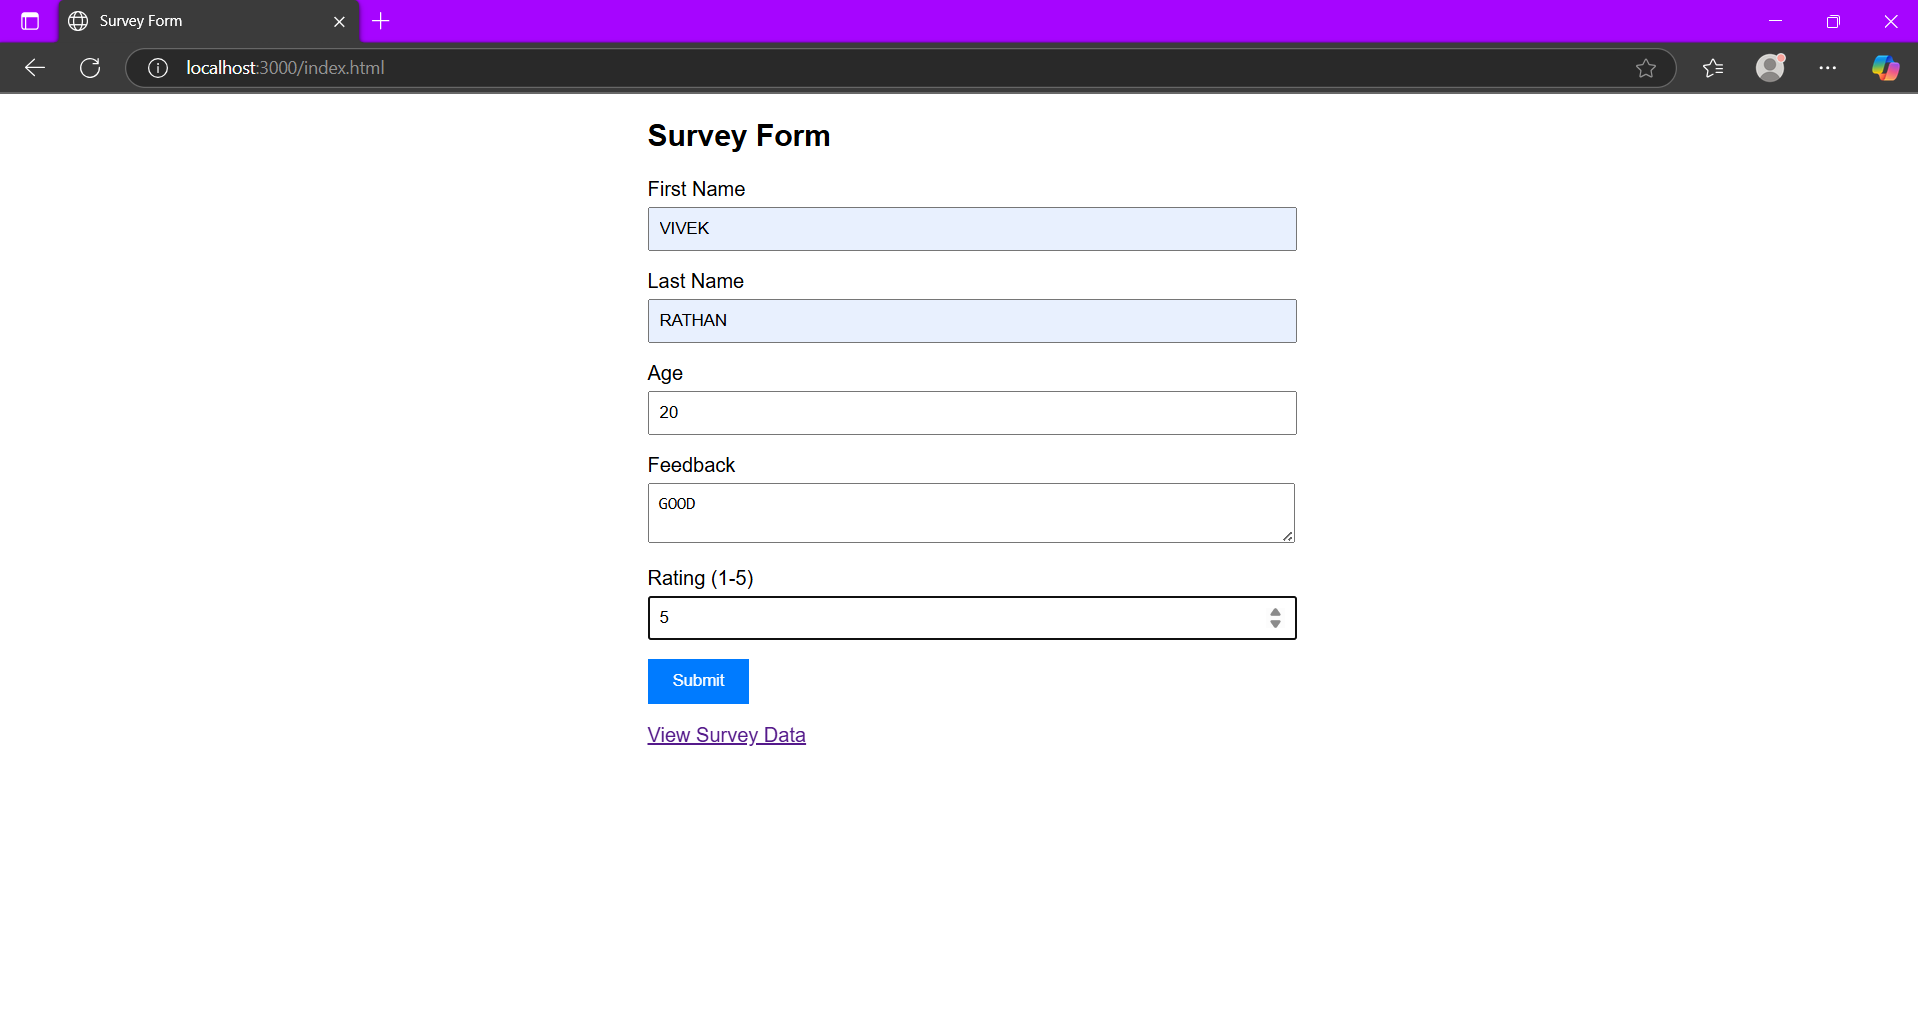 Survey Form
localhost:3000/index.html
Survey Form
First Name
VIVEK
Last Name
RATHAN
Age
20
Feedback
GOOD
Rating (1-5)
5
Submit
View Survey Data